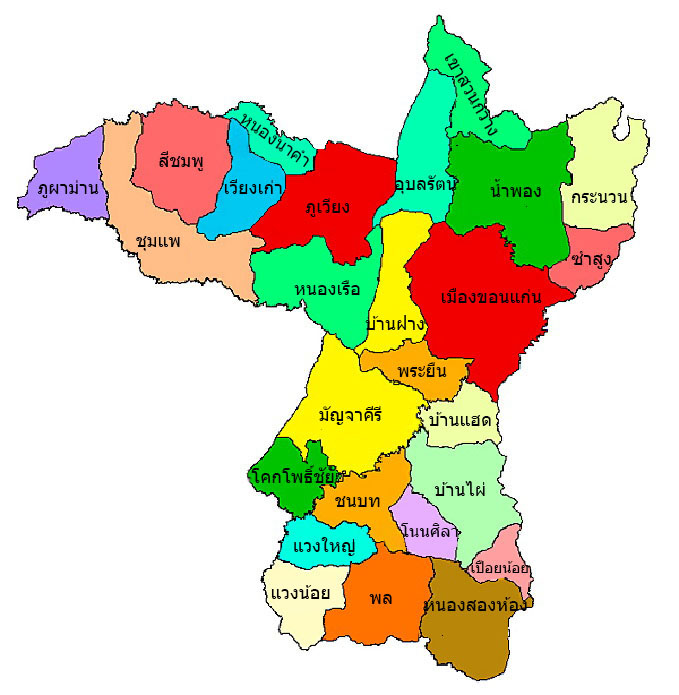 เขาสวนกวาง
หนองนาคำ
สีชมพู
ภูผาม่าน
เวียงเก่า
อุบลรัตน์
น้ำพอง
กระนวน
ภูเวียง
ชุมแพ
ซำสูง
หนองเรือ
เมืองขอนแก่น
บ้านฝาง
พระยืน
มัญจาคีรี
บ้านแฮด
โคกโพธิ์ชัย
บ้านไผ่
ชนบท
โนนศิลา
แวงใหญ่
เปือยน้อย
แวงน้อย
พล
หนองสองห้อง